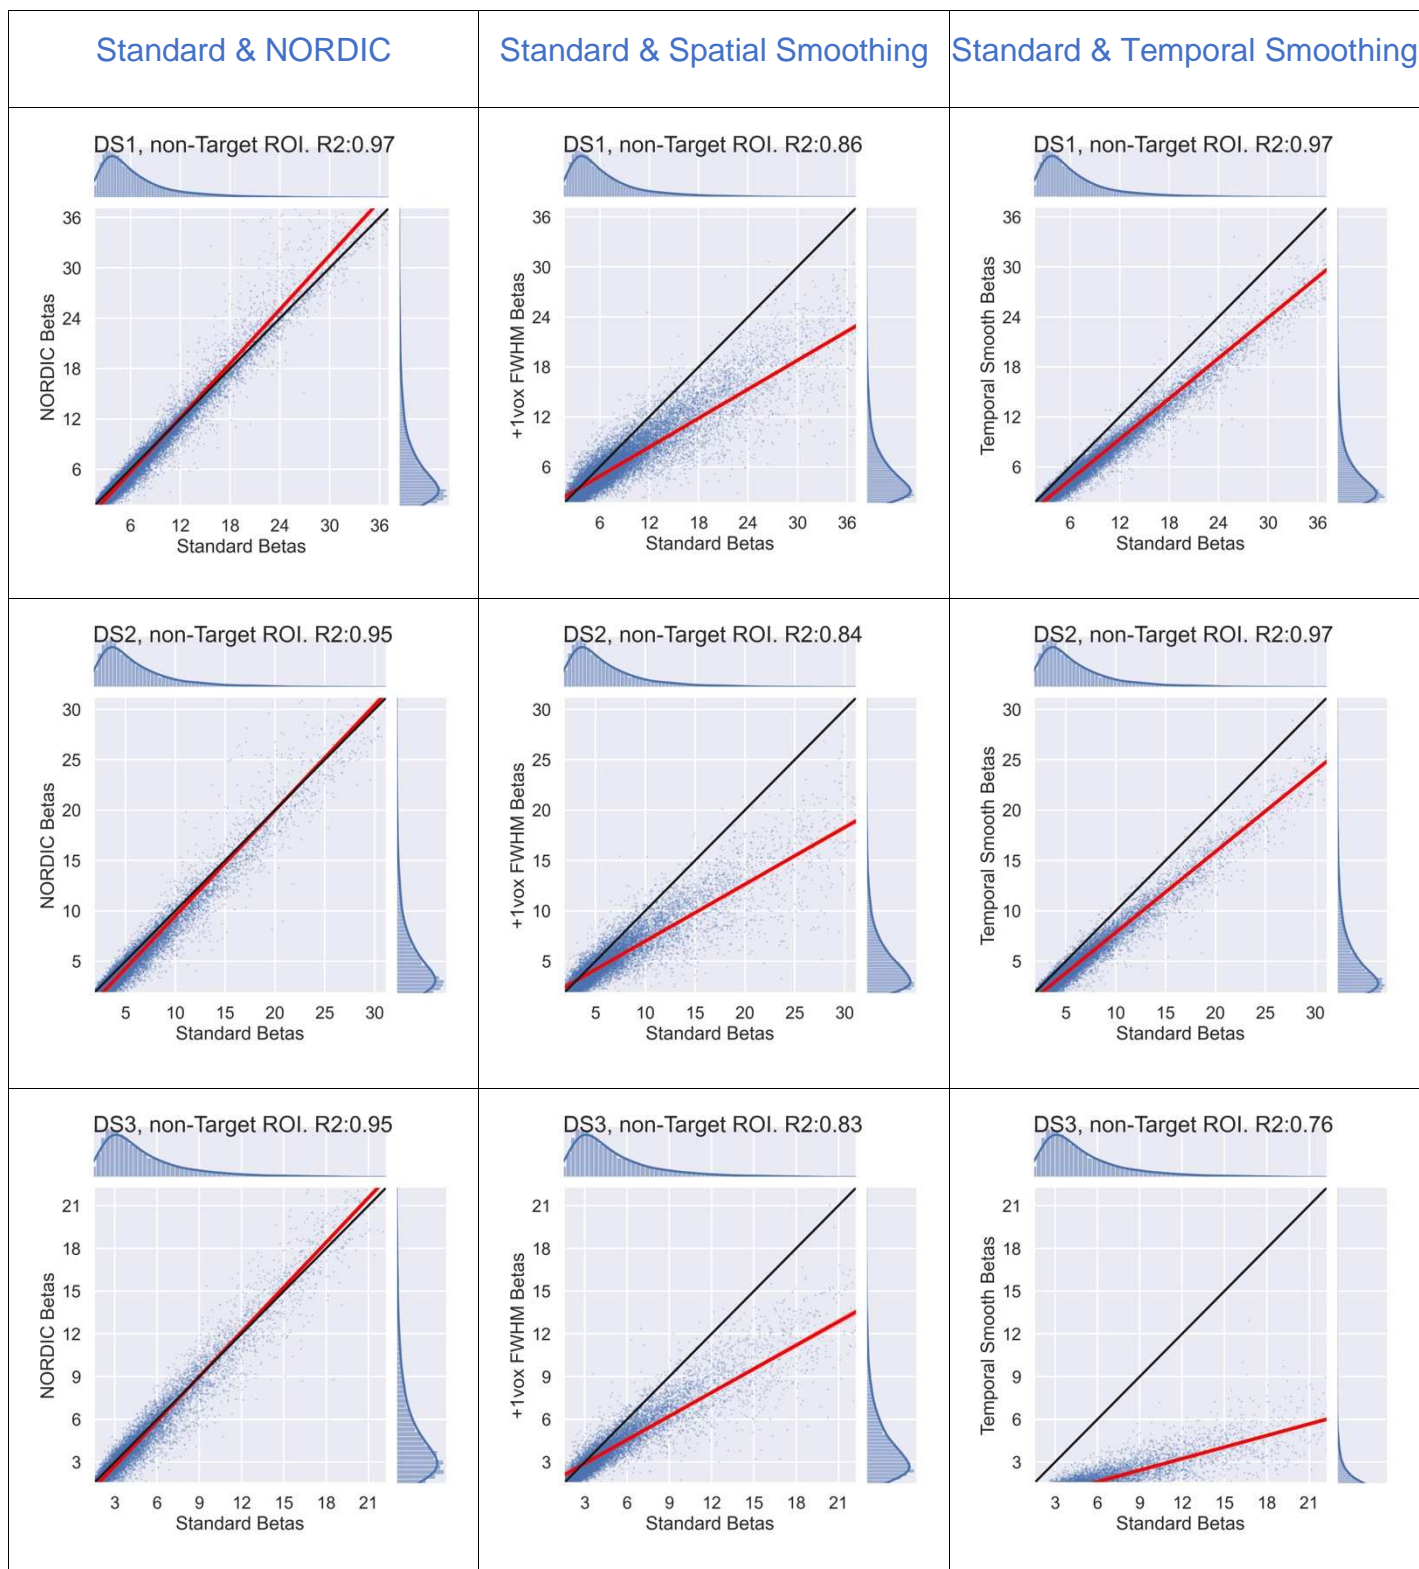 Standard & NORDIC
Standard & Spatial Smoothing
Standard & Temporal Smoothing
DS1, non-Target ROI. R2:0.97
36
30
24
18
12
6
NORDIC Betas
6 12 18 24 30 36
Standard Betas
DS1, non-Target ROI. R2:0.86
36
30
24
18
12
6
+1vox FWHM Betas
6 12 18 24 30 36
Standard Betas
DS1, non-Target ROI. R2:0.97
36
30
24
18
12
6
Temporal Smooth Betas
6 12 18 24 30 36
Standard Betas
DS2, non-Target ROI. R2:0.95
30
25
20
15
10
5
NORDIC Betas
5 10 15 20 25 30
Standard Betas
DS2, non-Target ROI. R2:0.84
30
25
20
15
10
5
+1vox FWHM Betas
5 10 15 20 25 30
Standard Betas
DS2, non-Target ROI. R2:0.97
30
25
20
15
10
5
Temporal Smooth Betas
5 10 15 20 25 30
Standard Betas
DS3, non-Target ROI. R2:0.95
21
18
15
12
9
6
3
NORDIC Betas
3 6 9 12 15 18 21
Standard Betas
DS3, non-Target ROI. R2:0.83
21
18
15
12
9
6
3
+1vox FWHM Betas
3 6 9 12 15 18 21
Standard Betas
DS3, non-Target ROI. R2:0.76
21
18
15
12
9
6
3
Temporal Smooth Betas
3 6 9 12 15 18 21
Standard Betas